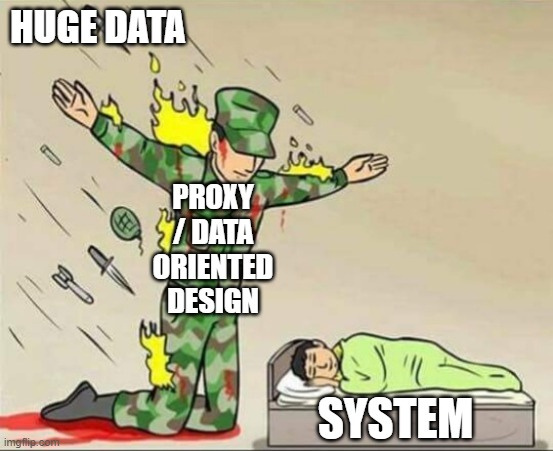 HUGE DATA
PROXY
/ DATA
ORIENTED
DESIGN
SYSTEM
imgflip.com